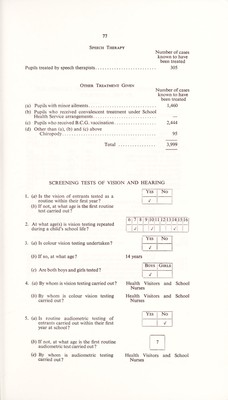 77
SPEECH THERAPY
Number of cases
known to have
been treated
Pupils treated by speech therapists 305
OTHER TREATMENT GIVEN
Number of cases
known to have
been treated
(a) Pupils with minor ailments 1,460
(b) Pupils who received convalescent treatment under School
Health Service arrangements —
(c) Pupils who received B.C.G. vaccination 2,444
(d) Other than (a), (b) and (c) above
Chiropody 95
Total 3,999
SCREENING TESTS OF VISION AND HEARING
YES NO
1. (a) Is the vision of entrants tested as a
routine within their first year? √
(b) If not, at what age is the first routine
test carried out?
6 7 8 9 10 11 12 13 14 15 16
2. At what age(s) is vision testing repeated
during a child's school life? √ √ √
YES NO
3. (a) Is colour vision testing undertaken? √
(b) If so, at what age? 14 years
BOYS GIRLS
(c) Are both boys and girls tested? √
4. (a) By whom is vision testing carried out? Health Visitors and School
Nurses
(b) By whom is colour vision testing
carried out? Health Visitors and School
Nurses
YES NO
5. (a) Is routine audiometric testing of
entrants carried out within their first
year at school? √
(b) If not, at what age is the first routine
audiometric test carried out? 7
(c) By whom is audiometric testing
carried out? Health Visitors and School
Nurses